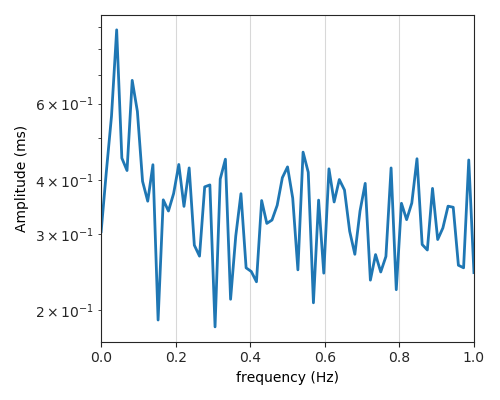 Amplitude (ms)
6 × 10⁻¹
4 × 10⁻¹
3 × 10⁻¹
2 × 10⁻¹
0.0 0.2 0.4 0.6 0.8 1.0
frequency (Hz)